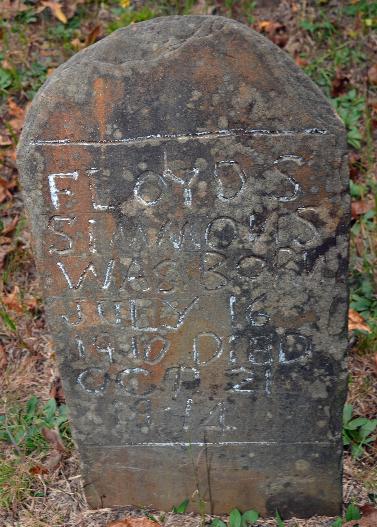 FLOYD S
SIMMONS
WAS BORN
JULY 16
1910 DIED
OCT 21
1914